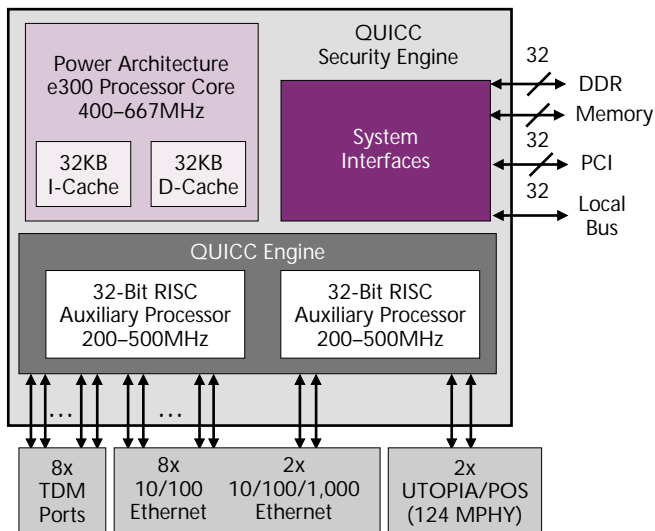 QUICC
Security Engine
Power Architecture
e300 Processor Core
400–667MHz
32KB
I-Cache
32KB
D-Cache
System
Interfaces
32
DDR
Memory
32
PCI
32
Local
Bus
QUICC Engine
32-Bit RISC
Auxiliary Processor
200–500MHz
32-Bit RISC
Auxiliary Processor
200–500MHz
...
...
8x
TDM
Ports
8x
10/100
Ethernet
2x
10/100/1,000
Ethernet
2x
UTOPIA/POS
(124 MPHY)